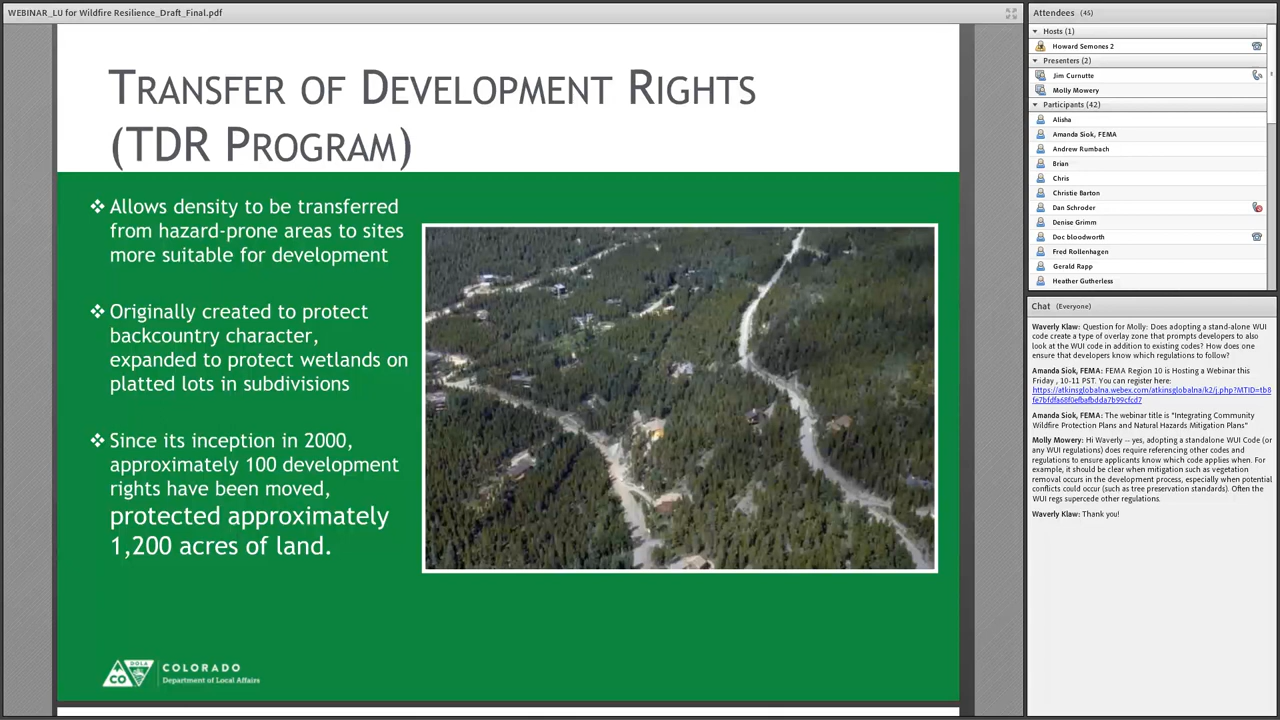 WEBINAR_LU for Wildfire Resilience_Draft_Final.pdf
TRANSFER OF DEVELOPMENT RIGHTS
(TDR PROGRAM)
❖ Allows density to be transferred
from hazard-prone areas to sites
more suitable for development
❖ Originally created to protect
backcountry character,
expanded to protect wetlands on
platted lots in subdivisions
❖ Since its inception in 2000,
approximately 100 development
rights have been moved,
protected approximately
1,200 acres of land.
CO
DOLA
COLORADO
Department of Local Affairs
Attendees (45)
Hosts (1)
Howard Semones 2
Presenters (2)
Jim Curnutte
Molly Mowery
Participants (42)
Alisha
Amanda Siok, FEMA
Andrew Rumbach
Brian
Chris
Christie Barton
Dan Schroder
Denise Grimm
Doc bloodworth
Fred Rollenhagen
Gerald Rapp
Heather Gutherless
Chat (Everyone)
Waverly Klaw: Question for Molly: Does adopting a stand-alone WUI
code create a type of overlay zone that prompts developers to also
look at the WUI code in addition to existing codes? How does one
ensure that developers know which regulations to follow?
Amanda Siok, FEMA: FEMA Region 10 is Hosting a Webinar this
Friday , 10-11 PST. You can register here:
https://atkinsglobalna.webex.com/atkinsglobalna/k2/j.php?MTID=tb8
fe7bfdfa68f0efbafbdda7b99cfcd7
Amanda Siok, FEMA: The webinar title is "Integrating Community
Wildfire Protection Plans and Natural Hazards Mitigation Plans"
Molly Mowery: Hi Waverly -- yes, adopting a standalone WUI Code (or
any WUI regulations) does require referencing other codes and
regulations to ensure applicants know which code applies when. For
example, it should be clear when mitigation such as vegetation
removal occurs in the development process, especially when potential
conflicts could occur (such as tree preservation standards). Often the
WUI regs supercede other regulations.
Waverly Klaw: Thank you!